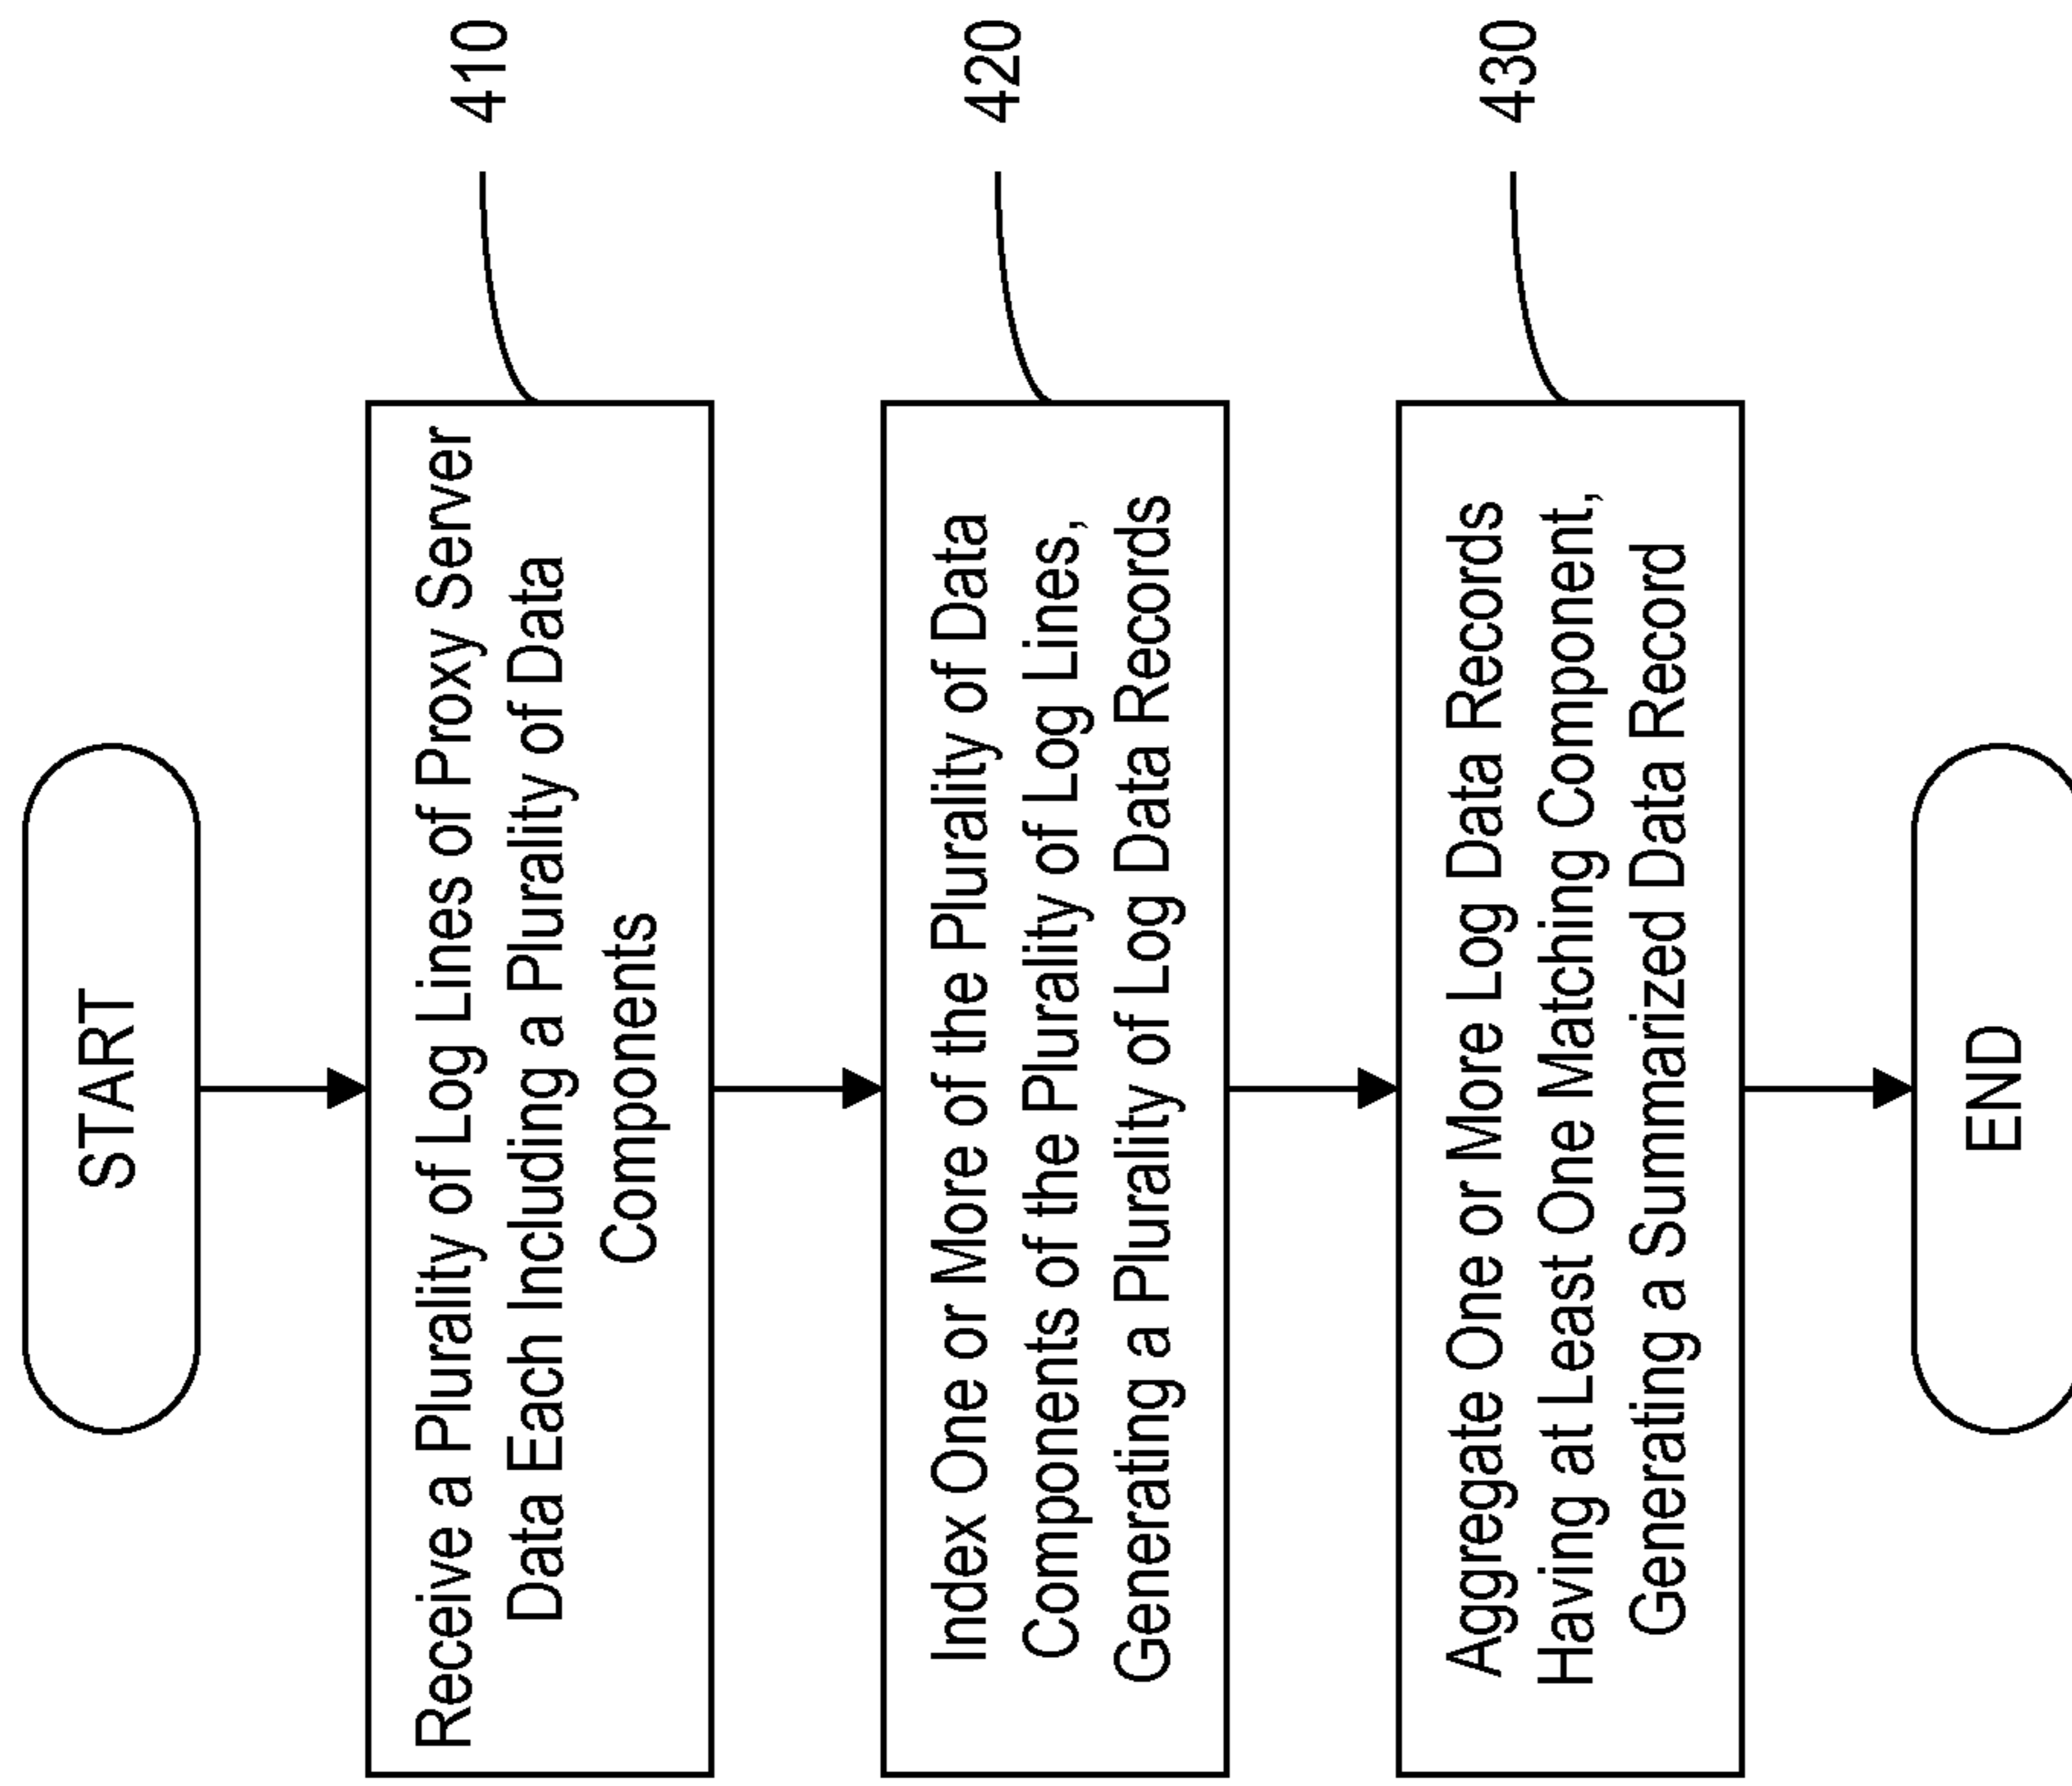 START
Receive a Plurality of Log Lines of Proxy Server
Data Each Including a Plurality of Data
Components
410
Index One or More of the Plurality of Data
Components of the Plurality of Log Lines,
Generating a Plurality of Log Data Records
420
Aggregate One or More Log Data Records
Having at Least One Matching Component,
Generating a Summarized Data Record
430
END